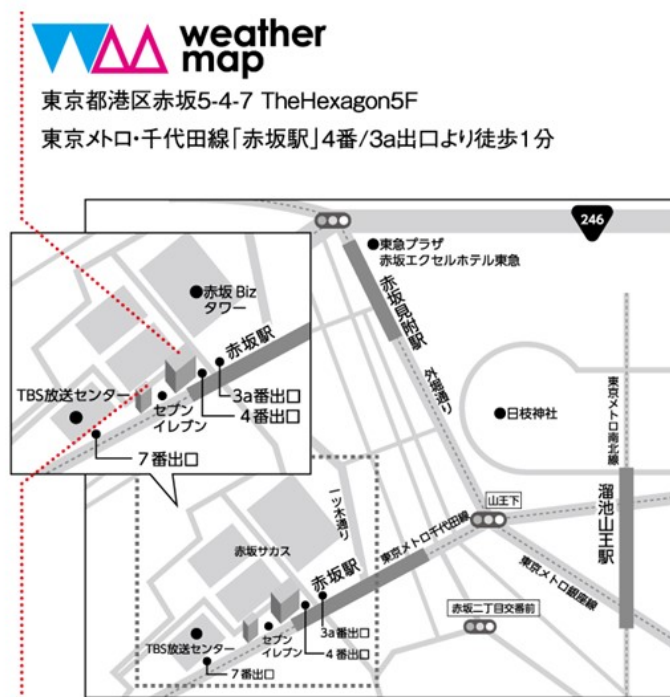 weather
map
東京都港区赤坂5-4-7 TheHexagon5F
東京メトロ・千代田線「赤坂駅」4番/3a出口より徒歩1分
246
東急プラザ
赤坂エクセルホテル東急
赤坂見附駅
外堀通り
赤坂 Biz
タワー
赤坂駅
TBS放送センター
セブン
イレブン
3a番出口
4番出口
7番出口
日枝神社
東京メトロ南北線
溜池山王駅
山王下
一ツ木通り
東京メトロ千代田線
東京メトロ銀座線
赤坂サカス
赤坂駅
赤坂二丁目交番前
TBS放送センター
セブン
イレブン
3a番出口
4番出口
7番出口